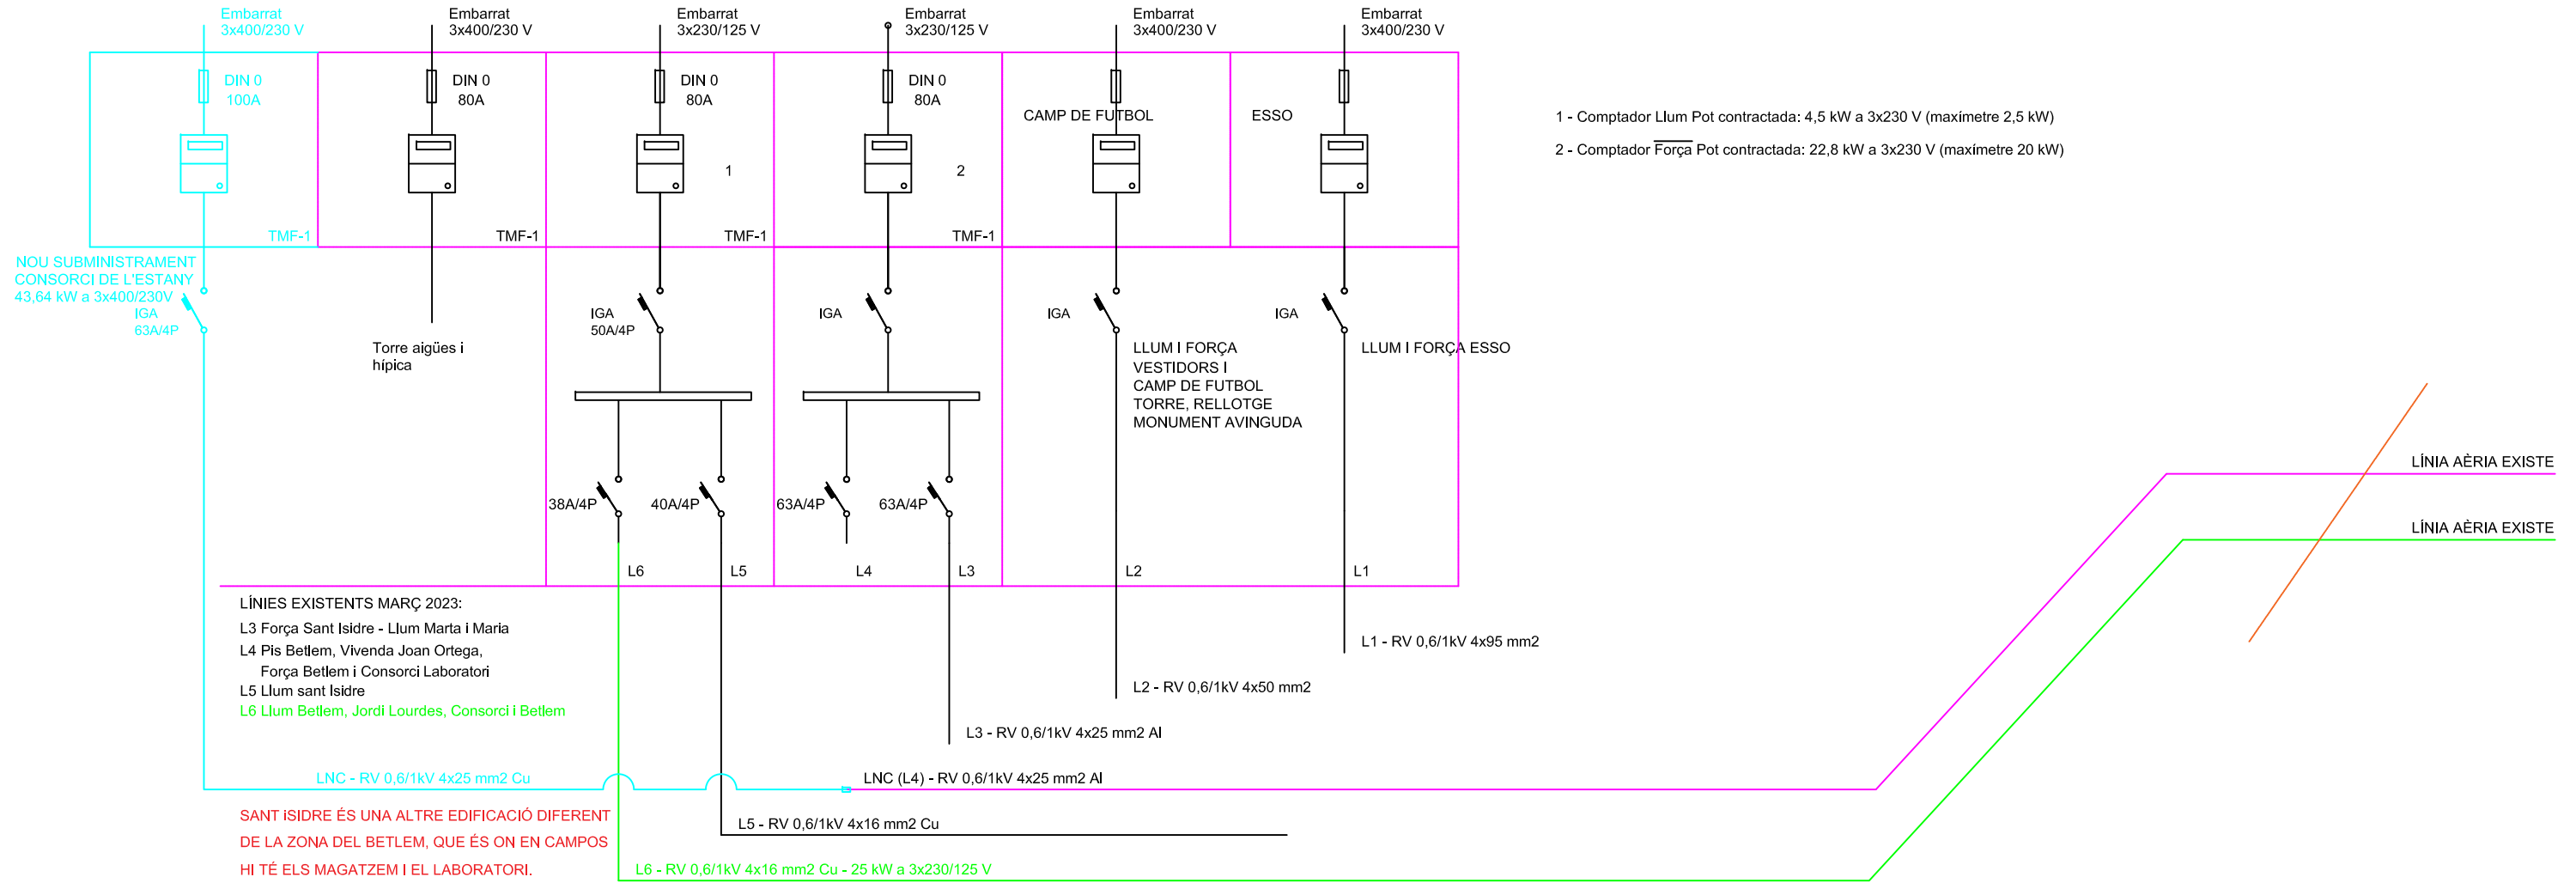 Embarrat
3x400/230 V
Embarrat
3x400/230 V
Embarrat
3x230/125 V
Embarrat
3x230/125 V
Embarrat
3x400/230 V
Embarrat
3x400/230 V
DIN 0
100A
DIN 0
80A
DIN 0
80A
DIN 0
80A
CAMP DE FUTBOL
ESSO
1
2
TMF-1
TMF-1
TMF-1
TMF-1
1 - Comptador Llum Pot contractada: 4,5 kW a 3x230 V (maxímetre 2,5 kW)
2 - Comptador Força Pot contractada: 22,8 kW a 3x230 V (maxímetre 20 kW)
NOU SUBMINISTRAMENT
CONSORCI DE L'ESTANY
43,64 kW a 3x400/230V
IGA
63A/4P
Torre aigües i
hípica
IGA
50A/4P
IGA
IGA
IGA
LLUM I FORÇA
VESTIDORS I
CAMP DE FUTBOL
TORRE, RELLOTGE
MONUMENT AVINGUDA
LLUM I FORÇA ESSO
38A/4P
40A/4P
63A/4P
63A/4P
L6
L5
L4
L3
L2
L1
LÍNIA AÈRIA EXISTE
LÍNIA AÈRIA EXISTE
LÍNIES EXISTENTS MARÇ 2023:
L3 Força Sant Isidre - Llum Marta i Maria
L4 Pis Betlem, Vivenda Joan Ortega,
Força Betlem i Consorci Laboratori
L5 Llum sant Isidre
L6 Llum Betlem, Jordi Lourdes, Consorci i Betlem
L1 - RV 0,6/1kV 4x95 mm2
L2 - RV 0,6/1kV 4x50 mm2
L3 - RV 0,6/1kV 4x25 mm2 Al
LNC - RV 0,6/1kV 4x25 mm2 Cu
LNC (L4) - RV 0,6/1kV 4x25 mm2 Al
L5 - RV 0,6/1kV 4x16 mm2 Cu
L6 - RV 0,6/1kV 4x16 mm2 Cu - 25 kW a 3x230/125 V
SANT iSIDRE ÉS UNA ALTRE EDIFICACIÓ DIFERENT
DE LA ZONA DEL BETLEM, QUE ÉS ON EN CAMPOS
HI TÉ ELS MAGATZEM I EL LABORATORI.